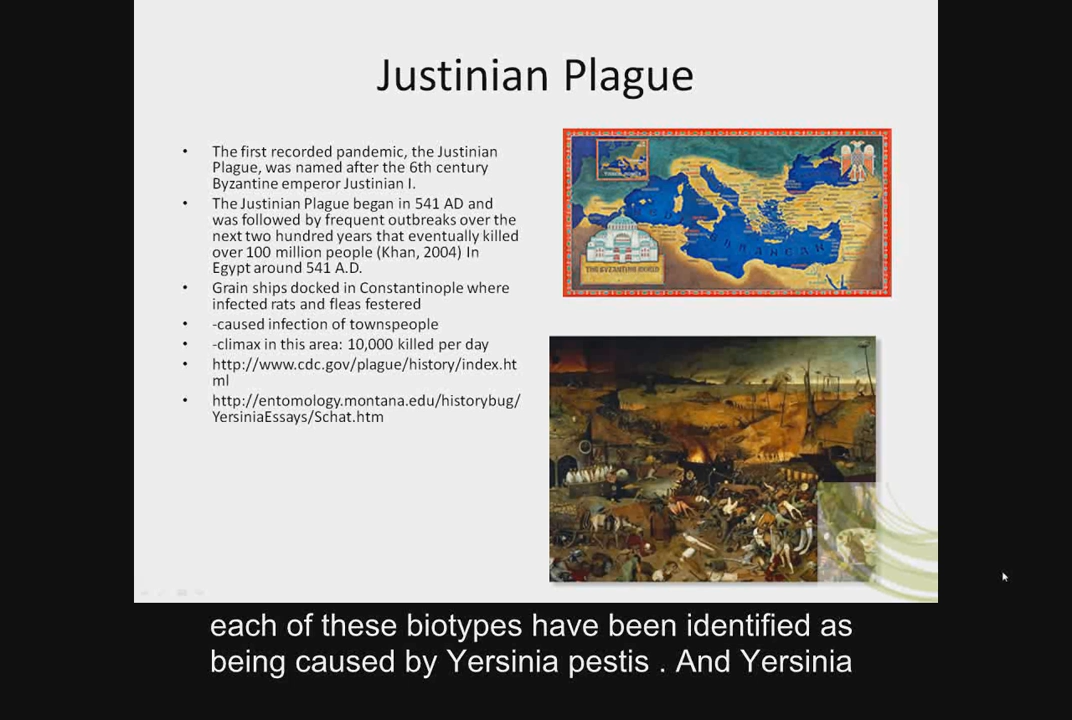 Justinian Plague
• The first recorded pandemic, the Justinian
Plague, was named after the 6th century
Byzantine emperor Justinian I.
• The Justinian Plague began in 541 AD and
was followed by frequent outbreaks over the
next two hundred years that eventually killed
over 100 million people (Khan, 2004) In
Egypt around 541 A.D.
• Grain ships docked in Constantinople where
infected rats and fleas festered
• -caused infection of townspeople
• -climax in this area: 10,000 killed per day
• http://www.cdc.gov/plague/history/index.ht
ml
• http://entomology.montana.edu/historybug/
YersiniaEssays/Schat.htm
THE BYZANTINE WORLD
each of these biotypes have been identified as
being caused by Yersinia pestis . And Yersinia